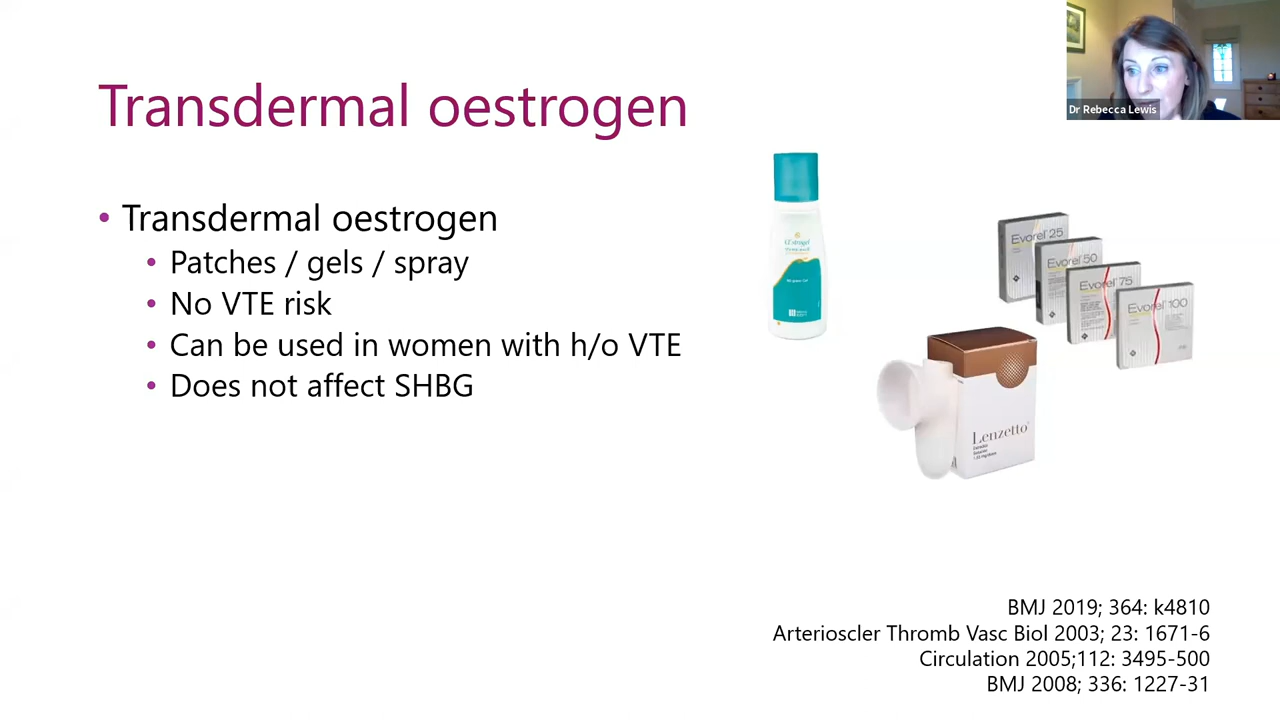 Transdermal oestrogen
Dr Rebecca Lewis
• Transdermal oestrogen
• Patches / gels / spray
• No VTE risk
• Can be used in women with h/o VTE
• Does not affect SHBG
Evorel 25
Evorel 50
Evorel 75
Evorel 100
Lenzetto
BMJ 2019; 364: k4810
Arterioscler Thromb Vasc Biol 2003; 23: 1671-6
Circulation 2005;112: 3495-500
BMJ 2008; 336: 1227-31